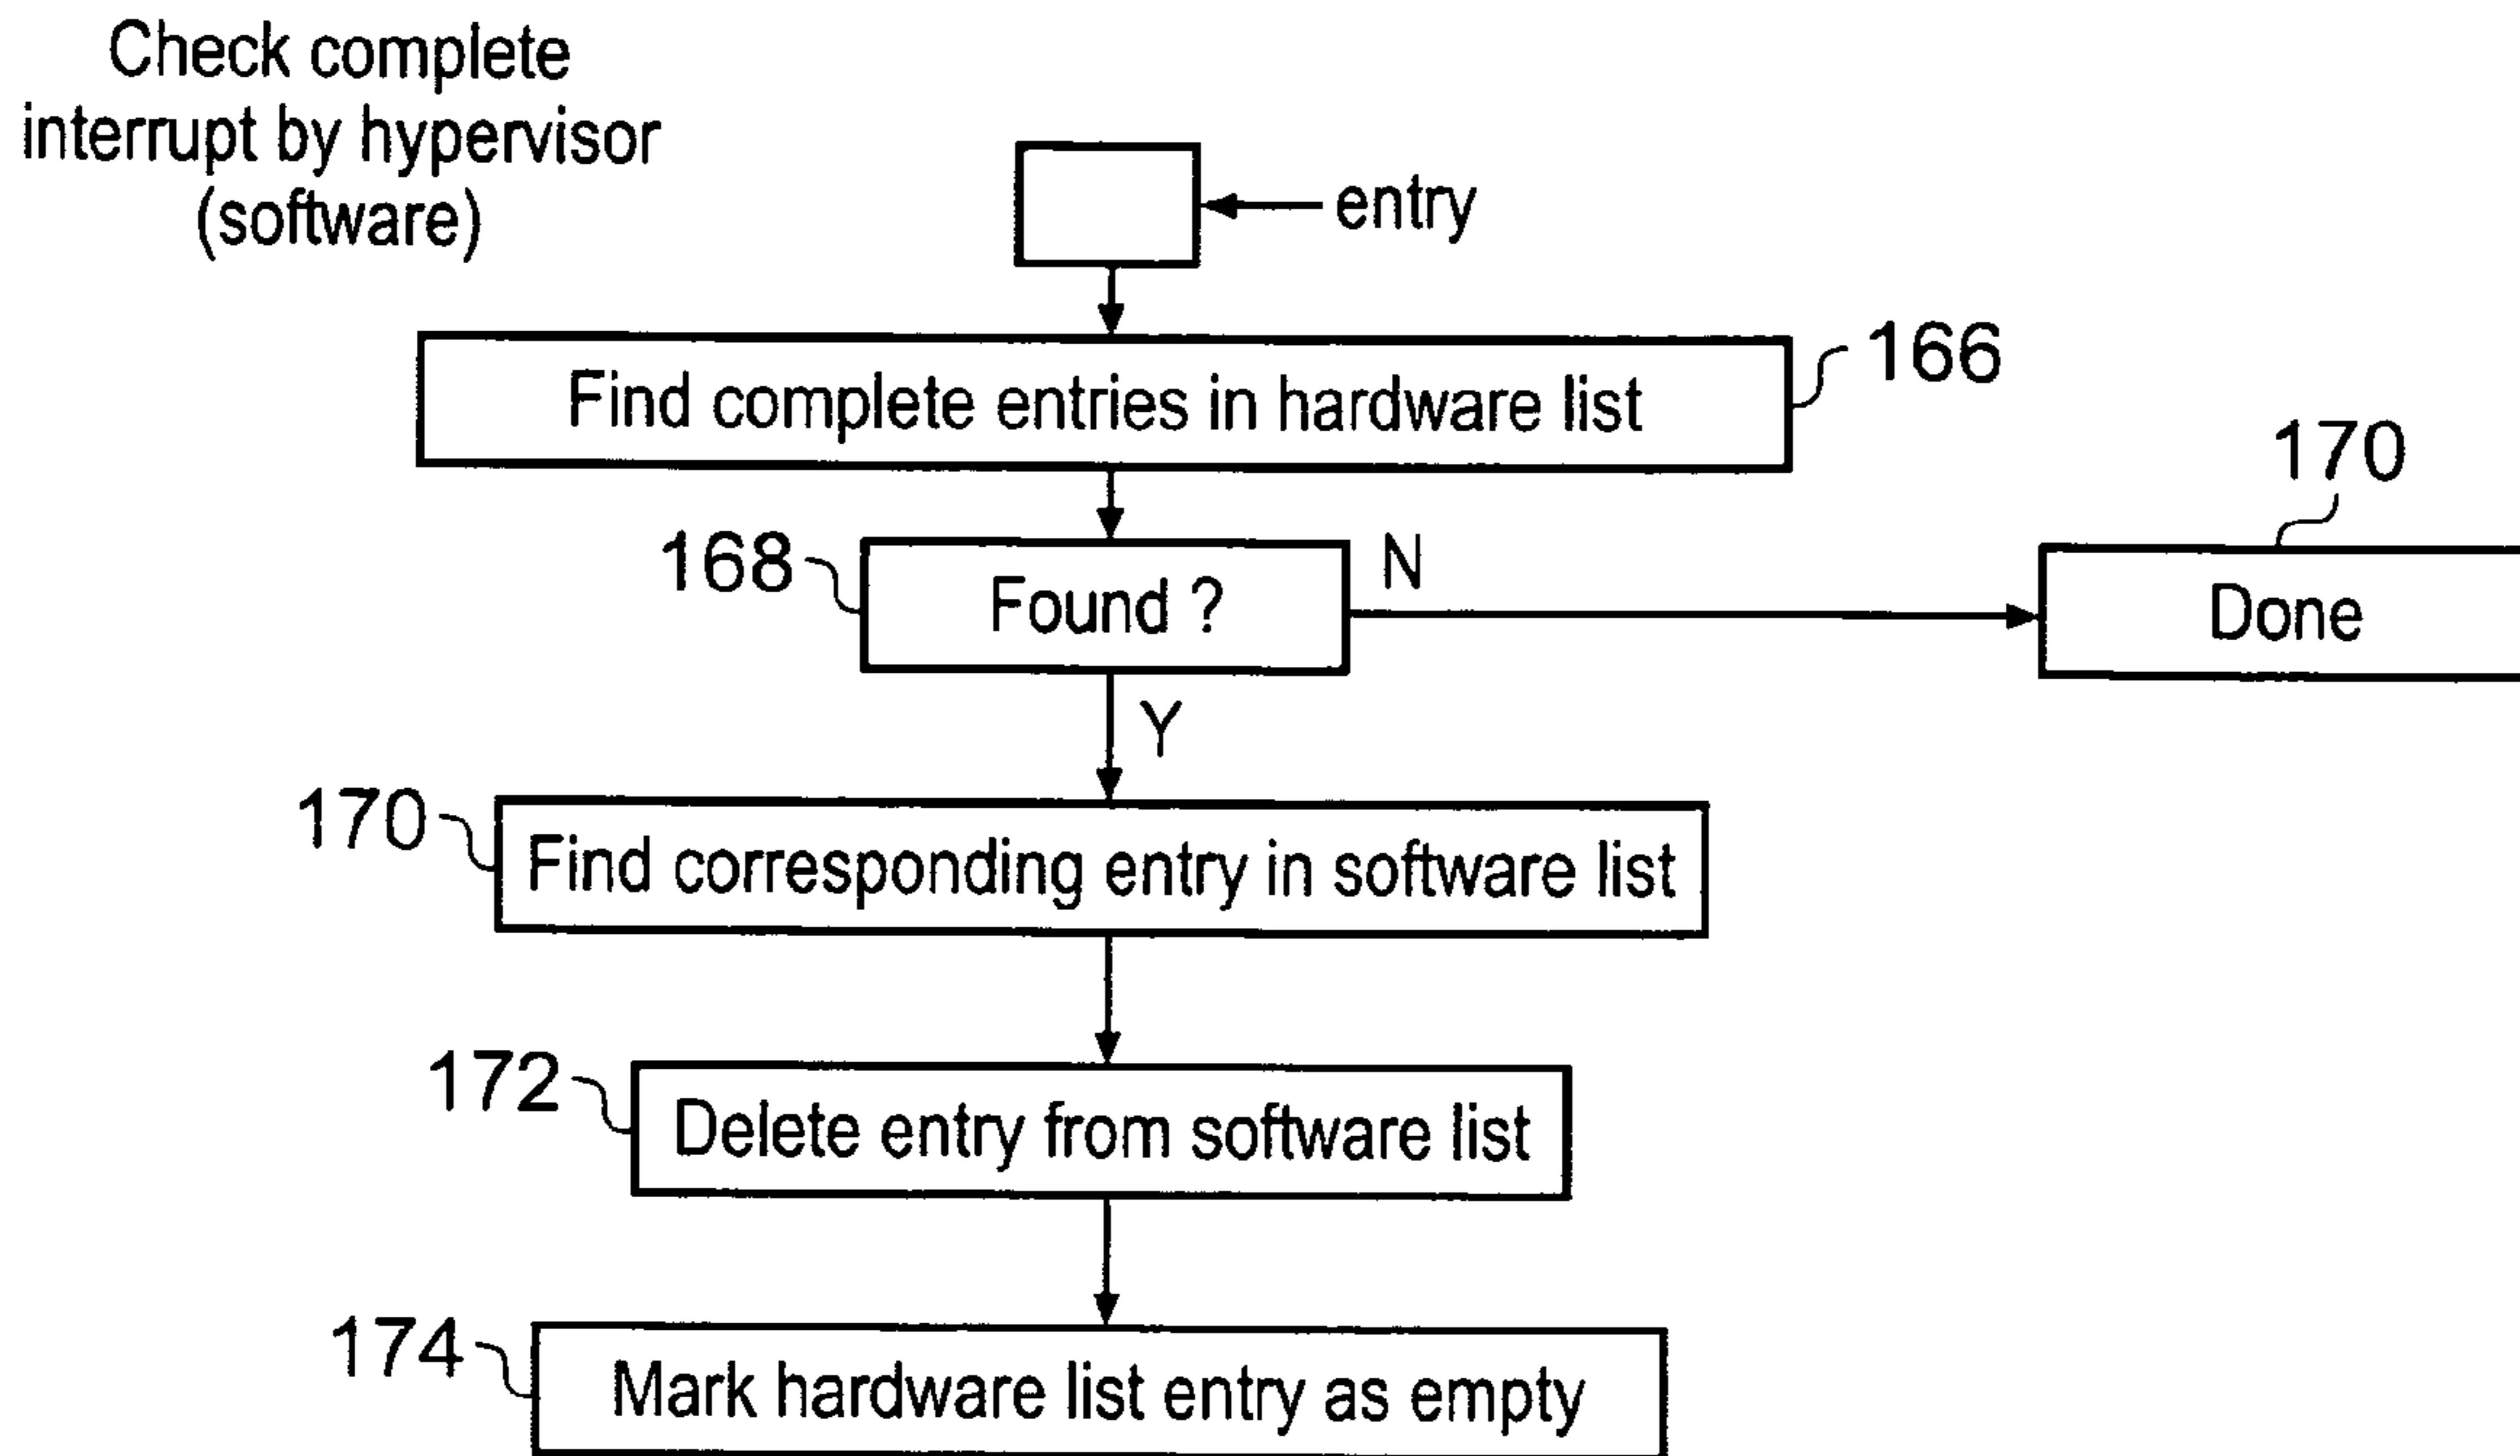 Check complete
interrupt by hypervisor
(software)
entry
Find complete entries in hardware list
166
170
168
Found ?
N
Done
Y
170
Find corresponding entry in software list
172
Delete entry from software list
174
Mark hardware list entry as empty